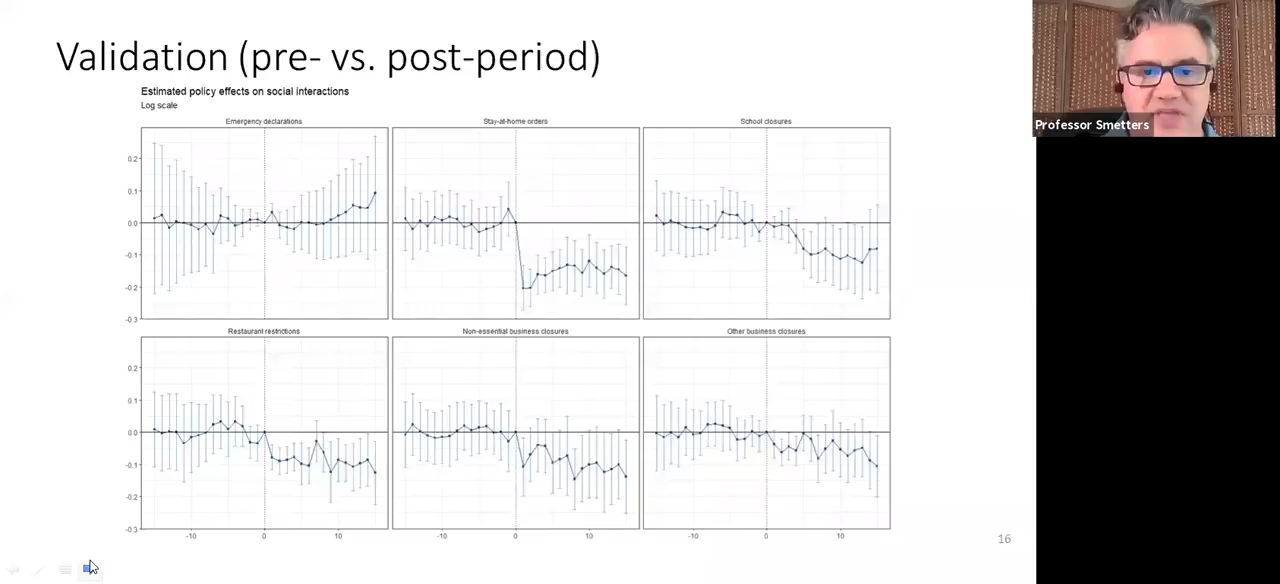 Validation (pre- vs. post-period)
Estimated policy effects on social interactions
Log scale
Emergency declarations
Stay-at-home orders
School closures
0.2
0.1
0.0
-0.1
-0.2
-0.3
Restaurant restrictions
Non-essential business closures
Other business closures
0.2
0.1
0.0
-0.1
-0.2
-0.3
-10 0 10 -10 0 10 -10 0 10
16
Professor Smetters